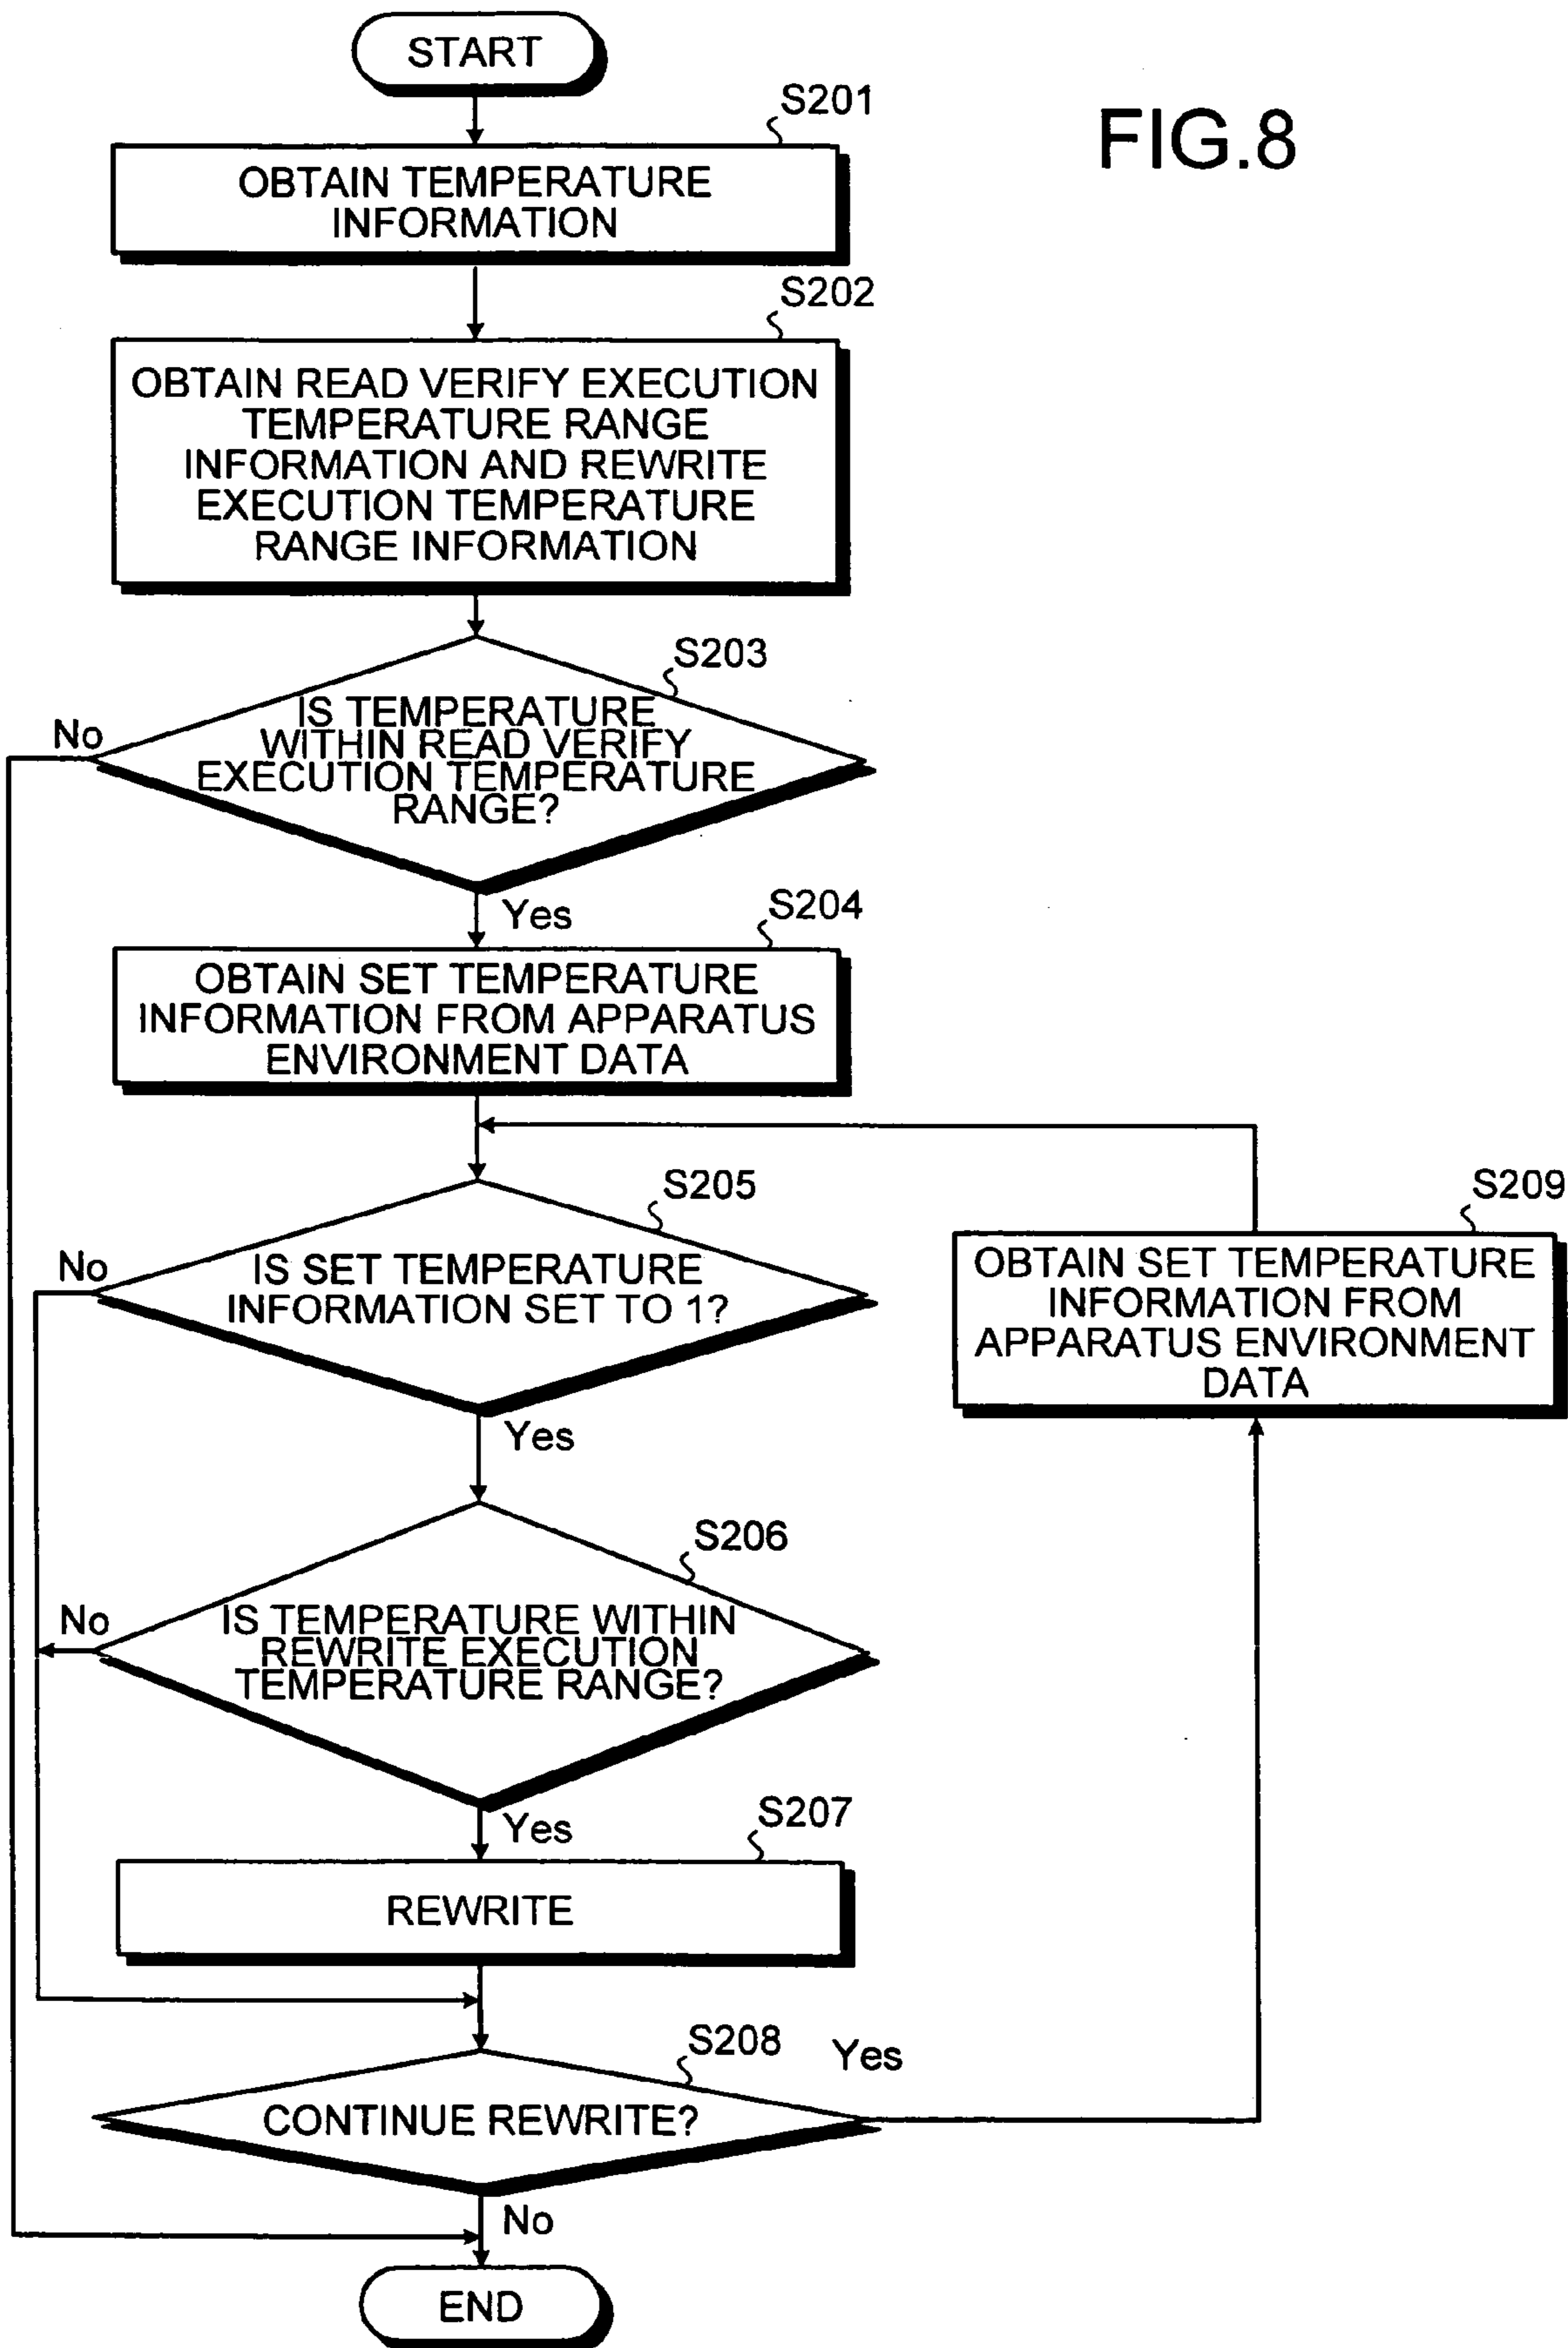 START
FIG.8
S201
OBTAIN TEMPERATURE
INFORMATION
S202
OBTAIN READ VERIFY EXECUTION
TEMPERATURE RANGE
INFORMATION AND REWRITE
EXECUTION TEMPERATURE
RANGE INFORMATION
S203
No
IS TEMPERATURE
WITHIN READ VERIFY
EXECUTION TEMPERATURE
RANGE?
Yes
S204
OBTAIN SET TEMPERATURE
INFORMATION FROM APPARATUS
ENVIRONMENT DATA
S205
No
IS SET TEMPERATURE
INFORMATION SET TO 1?
Yes
S209
OBTAIN SET TEMPERATURE
INFORMATION FROM
APPARATUS ENVIRONMENT
DATA
S206
No
IS TEMPERATURE WITHIN
REWRITE EXECUTION
TEMPERATURE RANGE?
Yes
S207
REWRITE
S208
Yes
CONTINUE REWRITE?
No
END